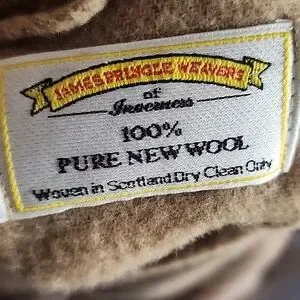 JAMES PRINGLE WEAVERS
of
Inverness
100%
PURE NEW WOOL
Woven in Scotland.Dry Clean Only